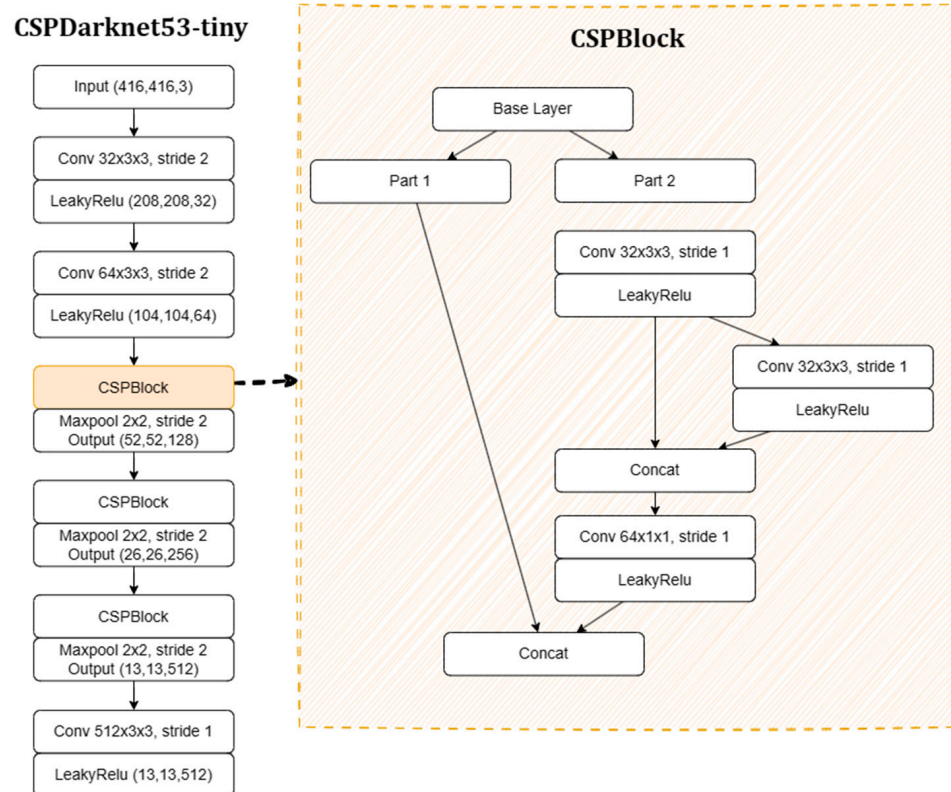 CSPDarknet53-tiny
Input (416,416,3)
Conv 32x3x3, stride 2
LeakyRelu (208,208,32)
Conv 64x3x3, stride 2
LeakyRelu (104,104,64)
CSPBlock
Maxpool 2x2, stride 2
Output (52,52,128)
CSPBlock
Maxpool 2x2, stride 2
Output (26,26,256)
CSPBlock
Maxpool 2x2, stride 2
Output (13,13,512)
Conv 512x3x3, stride 1
LeakyRelu (13,13,512)
CSPBlock
Base Layer
Part 1
Part 2
Conv 32x3x3, stride 1
LeakyRelu
Conv 32x3x3, stride 1
LeakyRelu
Concat
Conv 64x1x1, stride 1
LeakyRelu
Concat